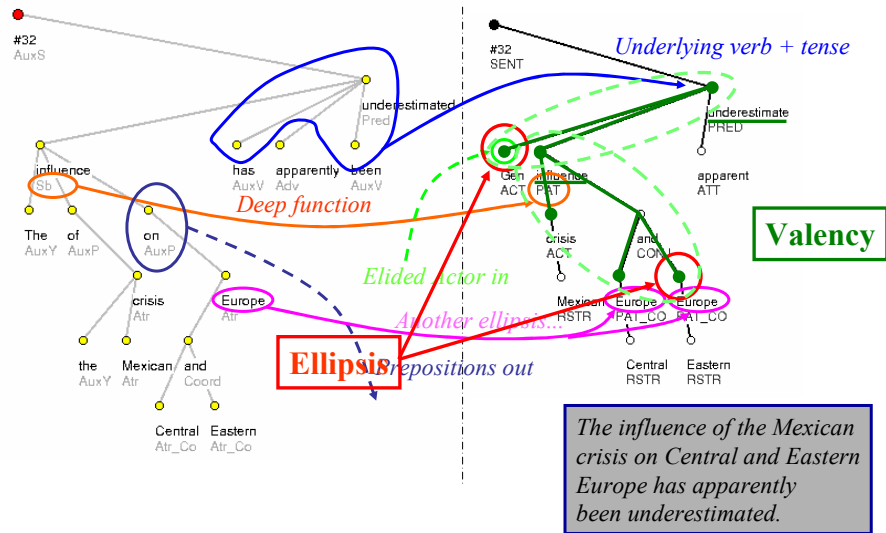 #32
AuxS
underestimated
Pred
has
AuxV
apparently
Adv
been
AuxV
influence
Sb
The
AuxY
of
AuxP
on
AuxP
crisis
Atr
Europe
Atr
the
AuxY
Mexican
Atr
and
Coord
Central
Atr_Co
Eastern
Atr_Co
Deep function
Elided Actor in
Another ellipsis...
Ellipsis
Prepositions out
#32
SENT
Underlying verb + tense
underestimate
PRED
Gen
ACT
influence
PAT
apparent
ATT
crisis
ACT
and
CONJ
Valency
Mexican
RSTR
Europe
PAT_CO
Europe
PAT_CO
Central
RSTR
Eastern
RSTR
The influence of the Mexican
crisis on Central and Eastern
Europe has apparently
been underestimated.